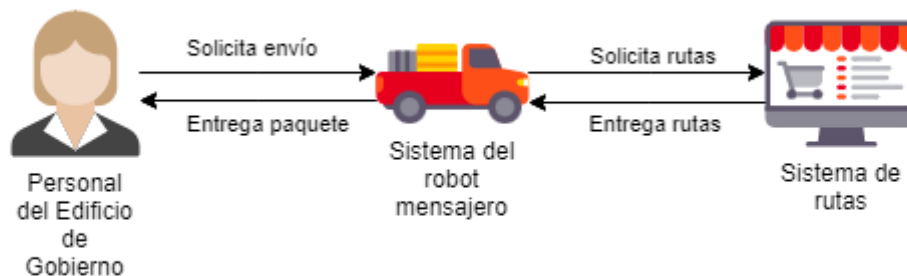 Solicita envío
Solicita rutas
Entrega paquete
Entrega rutas
Personal
del Edificio
de
Gobierno
Sistema del
robot
mensajero
Sistema de
rutas